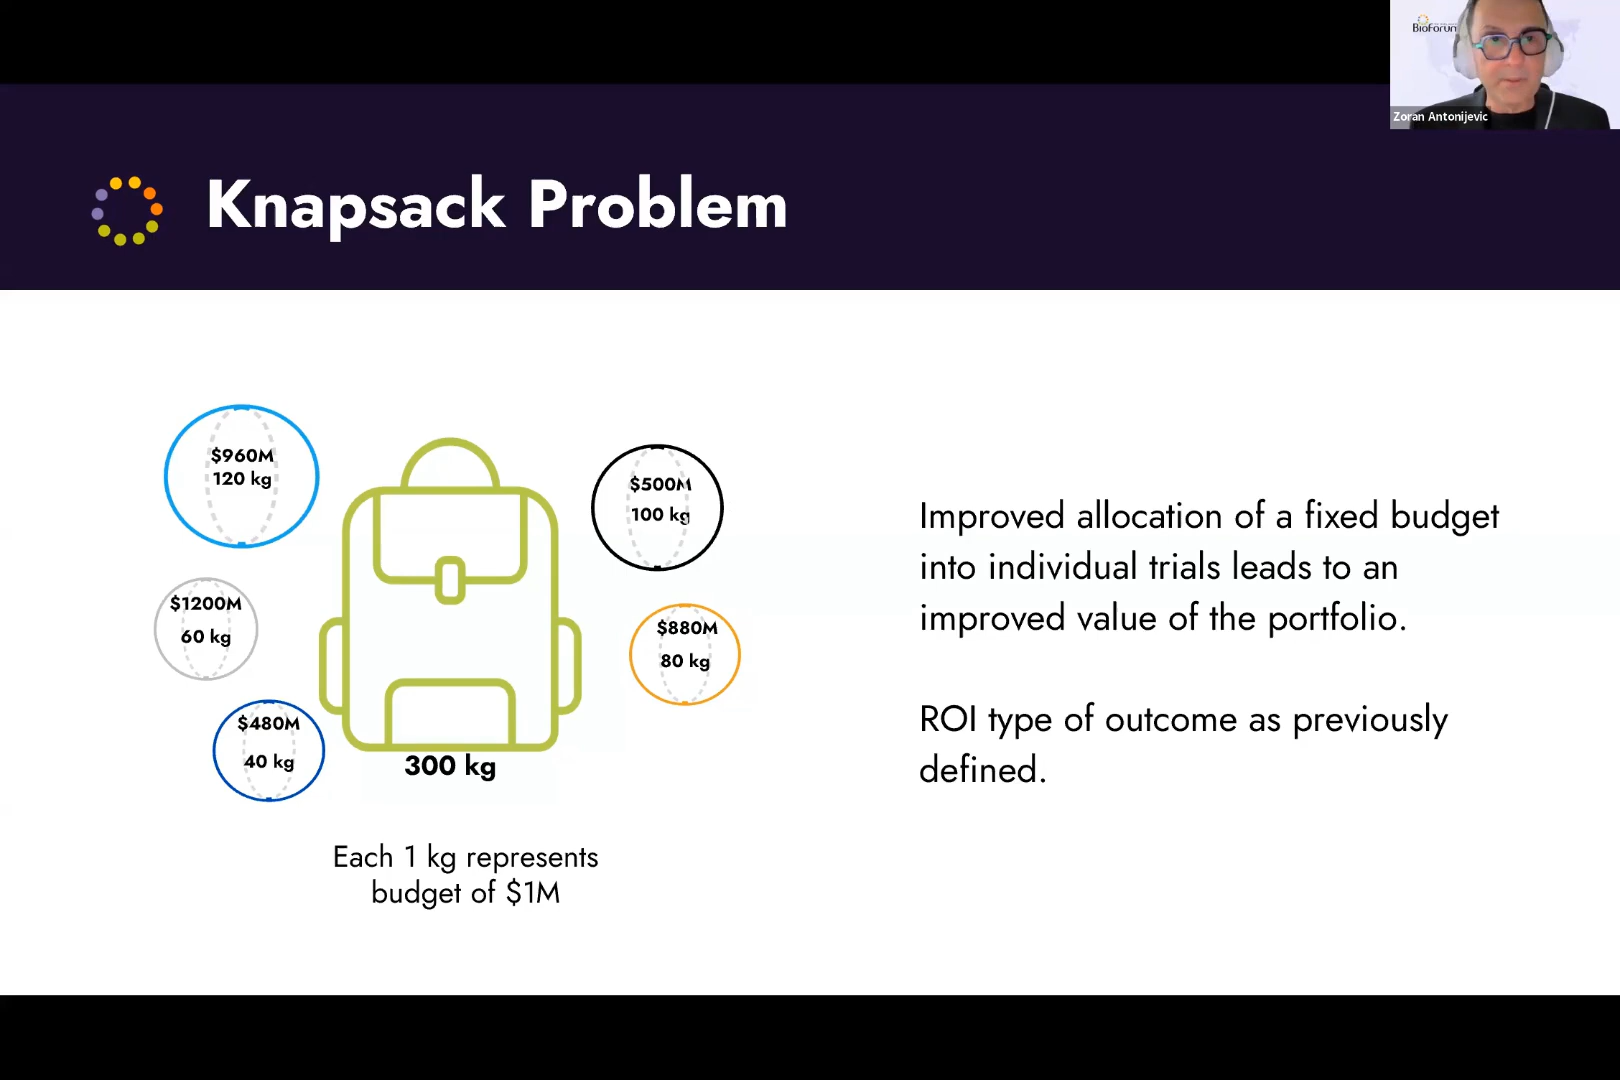 BioForum
Zoran Antonijevic
Knapsack Problem
$960M
120 kg
$500M
100 kg
$1200M
60 kg
$880M
80 kg
$480M
40 kg
300 kg
Each 1 kg represents
budget of $1M
Improved allocation of a fixed budget
into individual trials leads to an
improved value of the portfolio.
ROI type of outcome as previously
defined.